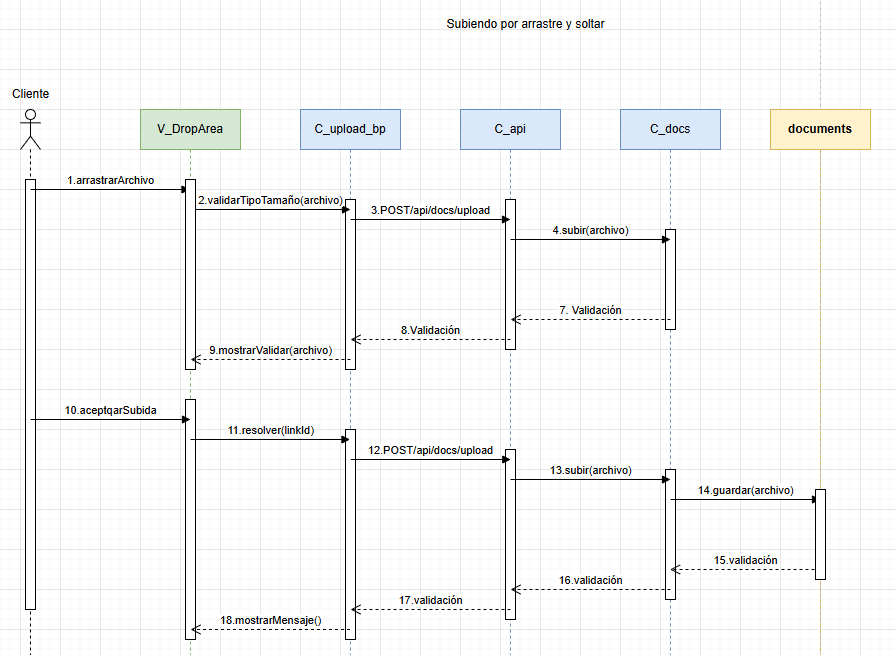 Subiendo por arrastre y soltar
Cliente
V_DropArea
C_upload_bp
C_api
C_docs
documents
1.arrastrarArchivo
2.validarTipoTamaño(archivo)
3.POST/api/docs/upload
4.subir(archivo)
7. Validación
8.Validación
9.mostrarValidar(archivo)
10.aceptqarSubida
11.resolver(linkId)
12.POST/api/docs/upload
13.subir(archivo)
14.guardar(archivo)
15.validación
16.validación
17.validación
18.mostrarMensaje()